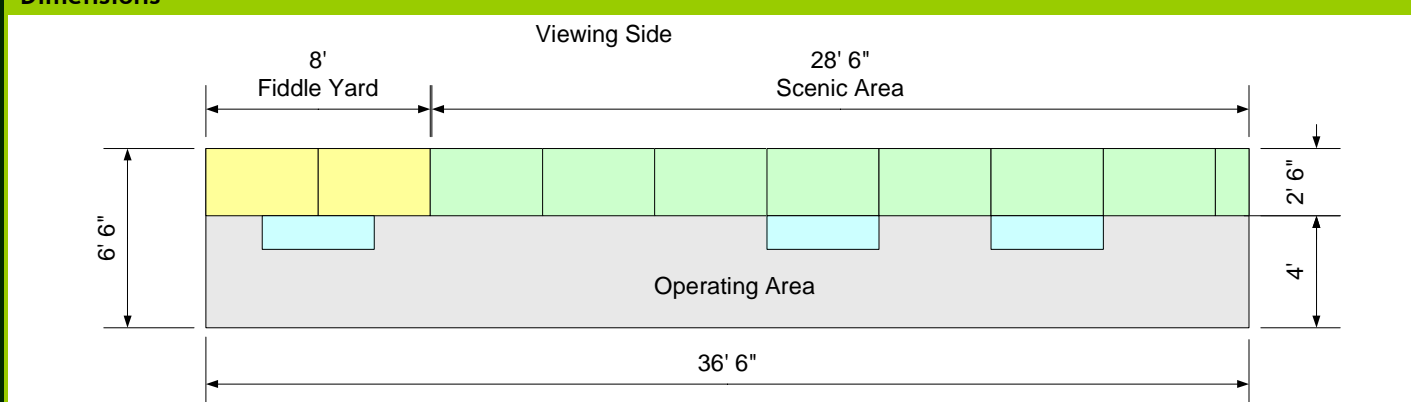 Dimensions
Viewing Side
8'
Fiddle Yard
28' 6"
Scenic Area
6' 6"
2' 6"
4'
Operating Area
36' 6"